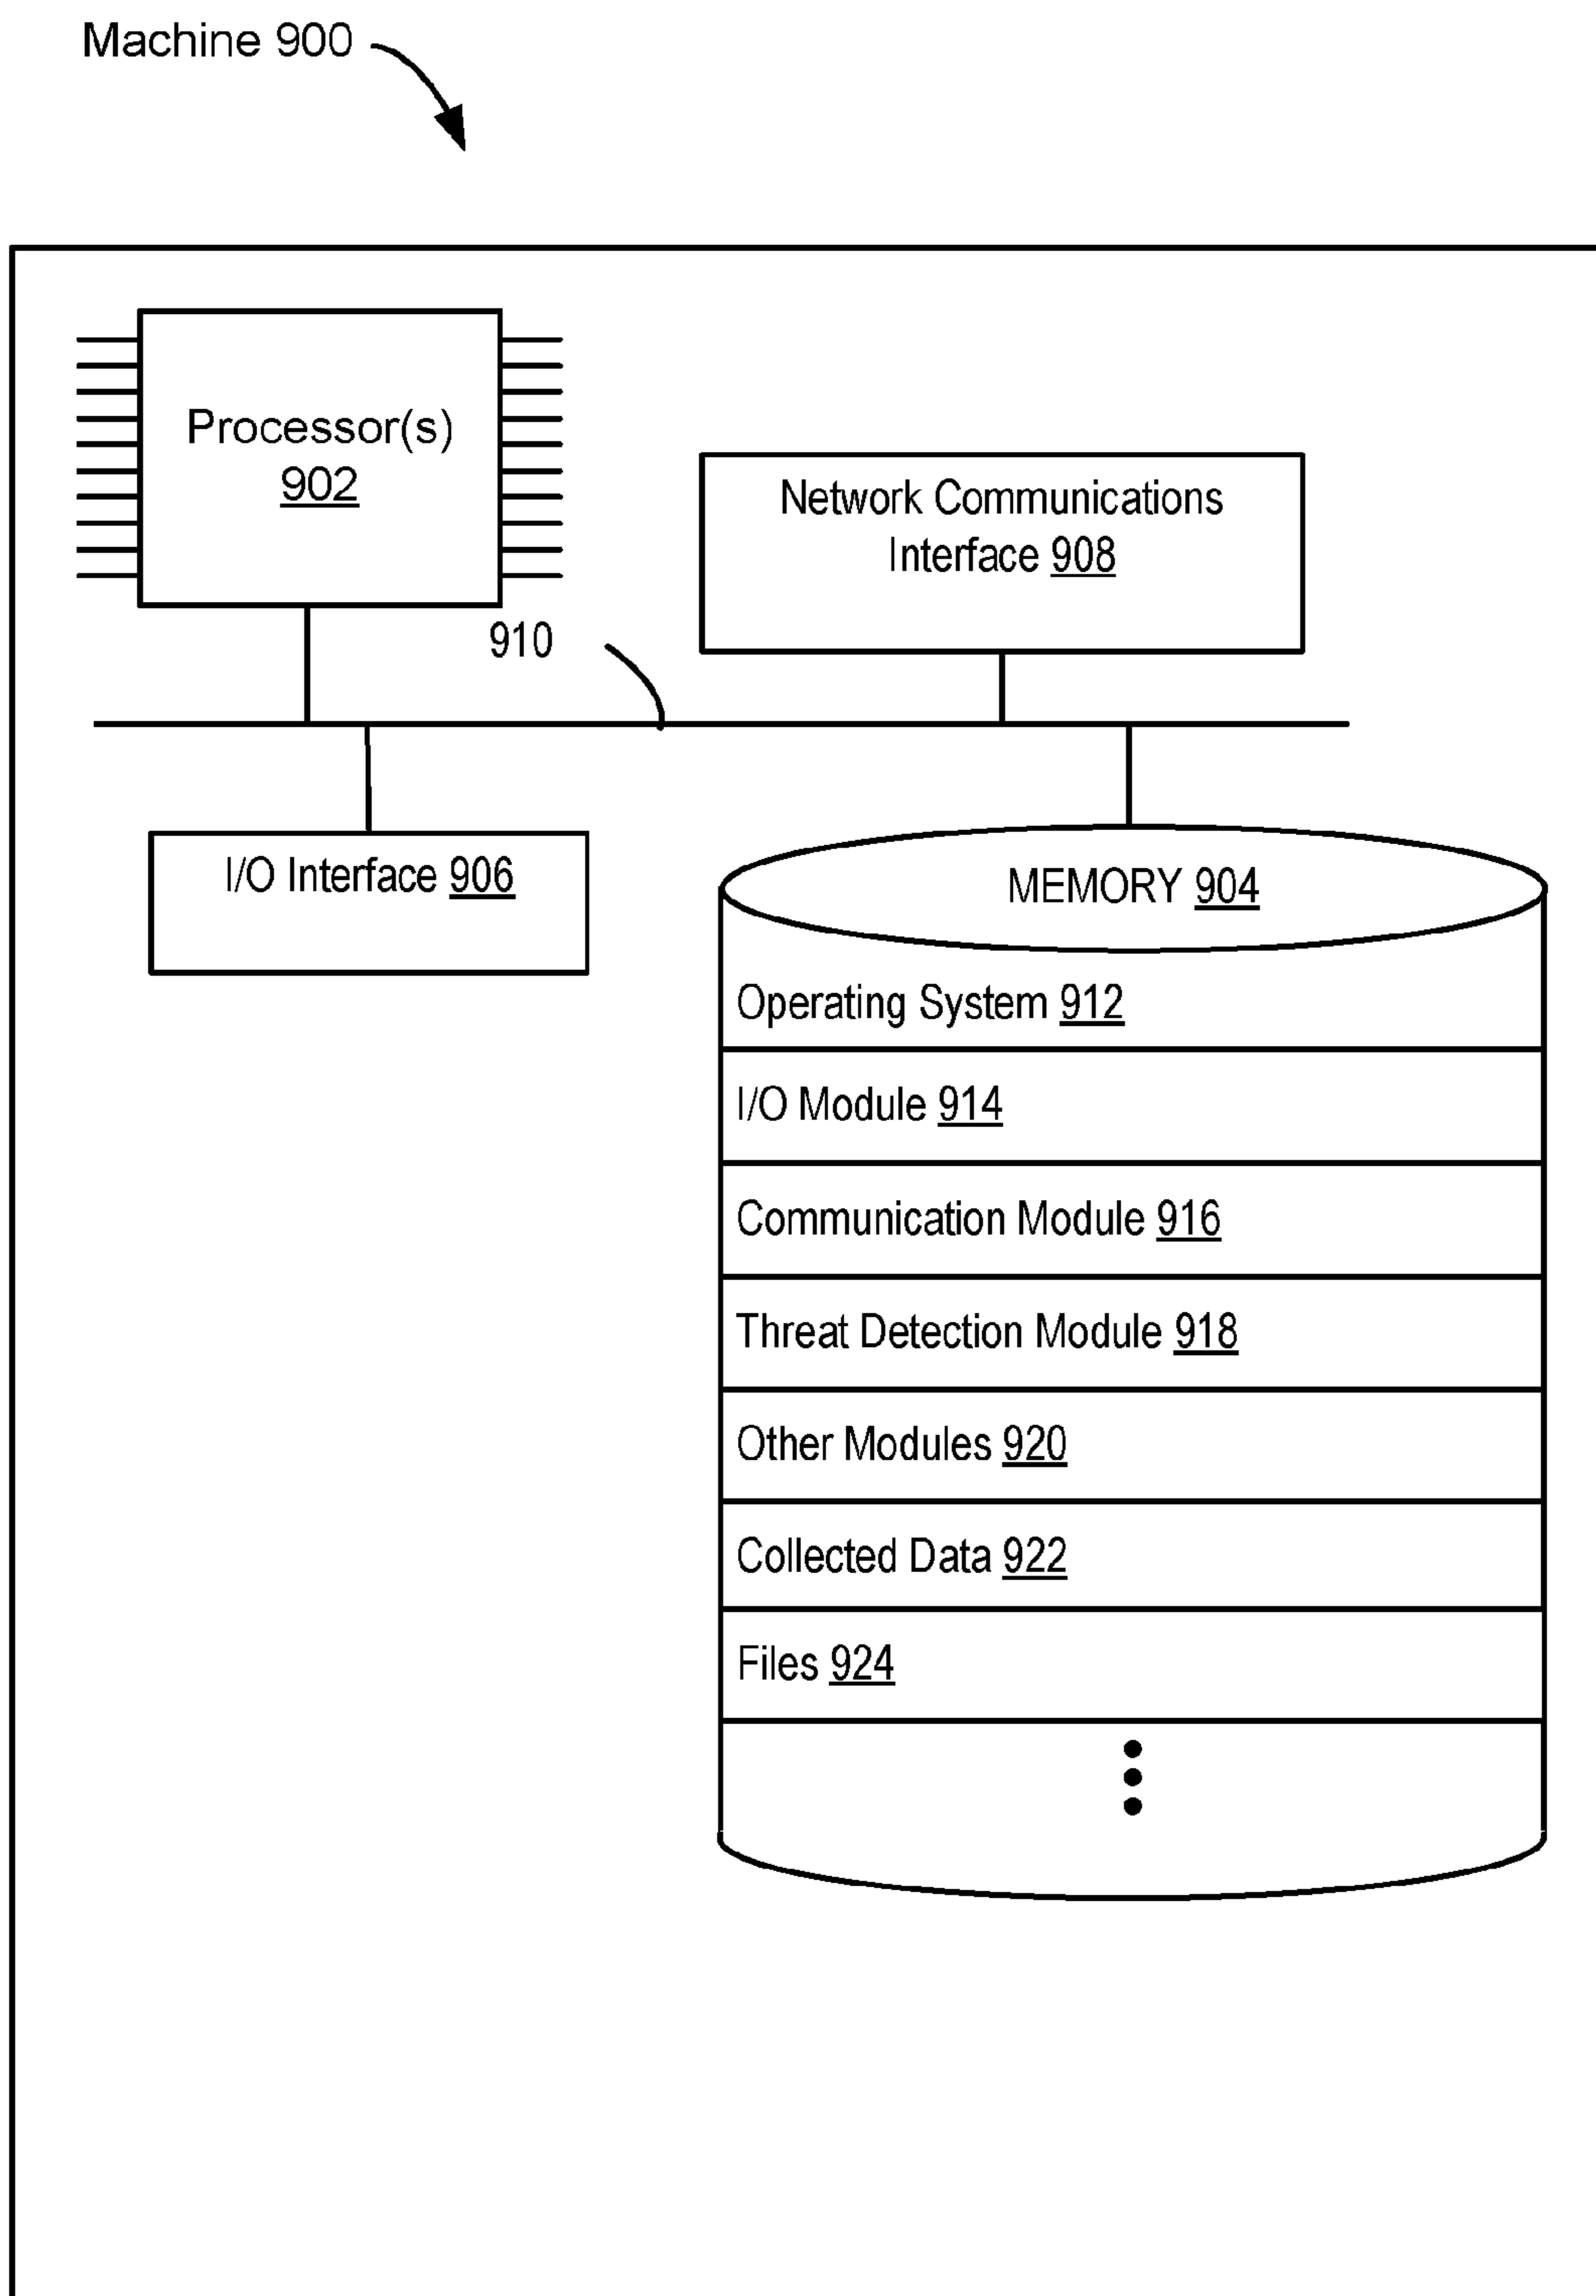 Machine 900
Processor(s)
902
Network Communications
Interface 908
910
I/O Interface 906
MEMORY 904
Operating System 912
I/O Module 914
Communication Module 916
Threat Detection Module 918
Other Modules 920
Collected Data 922
Files 924